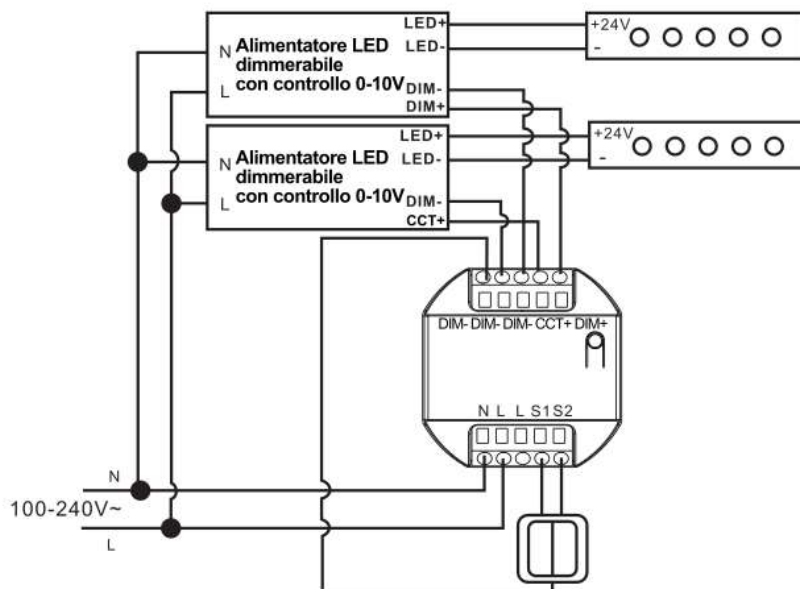 LED+
N Alimentatore LED LED-
dimmerabile
L con controllo 0-10V DIM-
DIM+
+24V
-
LED+
N Alimentatore LED LED-
dimmerabile
L con controllo 0-10V DIM-
CCT+
+24V
-
DIM- DIM- DIM- CCT+ DIM+
N L L S1 S2
N
100-240V~
L